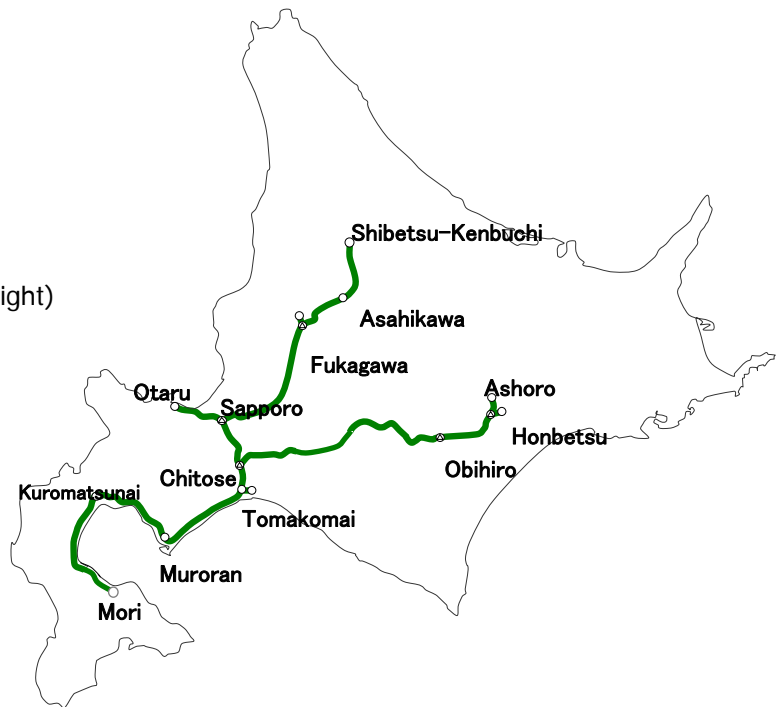 Shibetsu-Kenbuchi
ight)
Asahikawa
Fukagawa
Otaru
Ashoro
Sapporo
Honbetsu
Obihiro
Chitose
Kuromatsunai
Tomakomai
Muroran
Mori